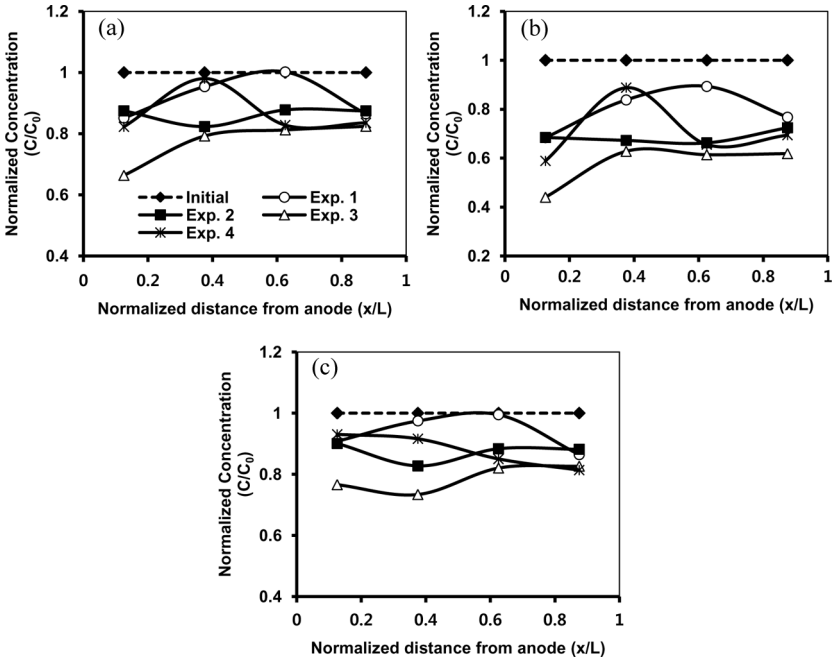 (a)
1.2
1
0.8
0.6
0.4
Normalized Concentration
(C/C₀)
Initial
Exp. 1
Exp. 2
Exp. 3
Exp. 4
0 0.2 0.4 0.6 0.8 1
Normalized distance from anode (x/L)
(b)
1.2
1
0.8
0.6
0.4
0.2
Normalized Concentration
(C/C₀)
0 0.2 0.4 0.6 0.8 1
Normalized distance from anode (x/L)
(c)
1.2
1
0.8
0.6
0.4
Normalized Concentration
(C/C₀)
0 0.2 0.4 0.6 0.8 1
Normalized distance from anode (x/L)